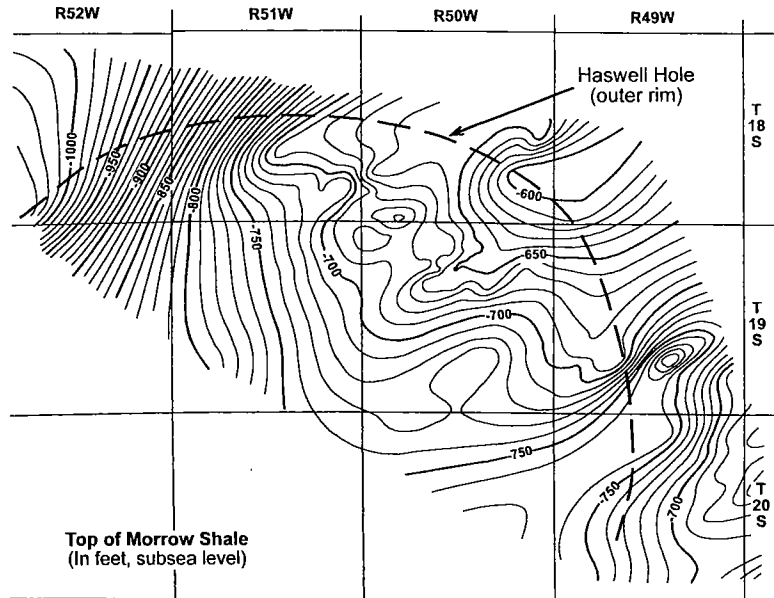 R52W
R51W
R50W
R49W
Haswell Hole
(outer rim)
T
18
S
-1000
-950
-900
-850
-800
-600
-750
-700
-650
-700
T
19
S
-750
-750
-700
T
20
S
Top of Morrow Shale
(In feet, subsea level)